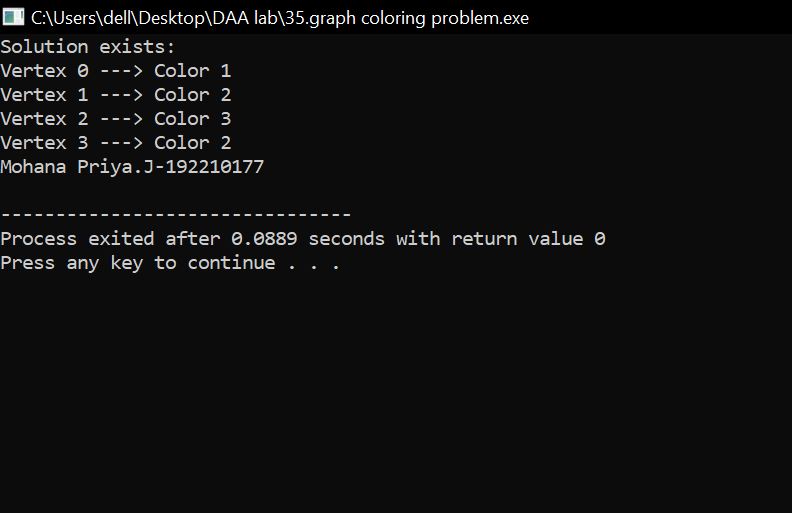 C:\Users\dell\Desktop\DAA lab\35.graph coloring problem.exe
Solution exists:
Vertex 0 ---> Color 1
Vertex 1 ---> Color 2
Vertex 2 ---> Color 3
Vertex 3 ---> Color 2
Mohana Priya.J-192210177
--------------------------------
Process exited after 0.0889 seconds with return value 0
Press any key to continue . . .